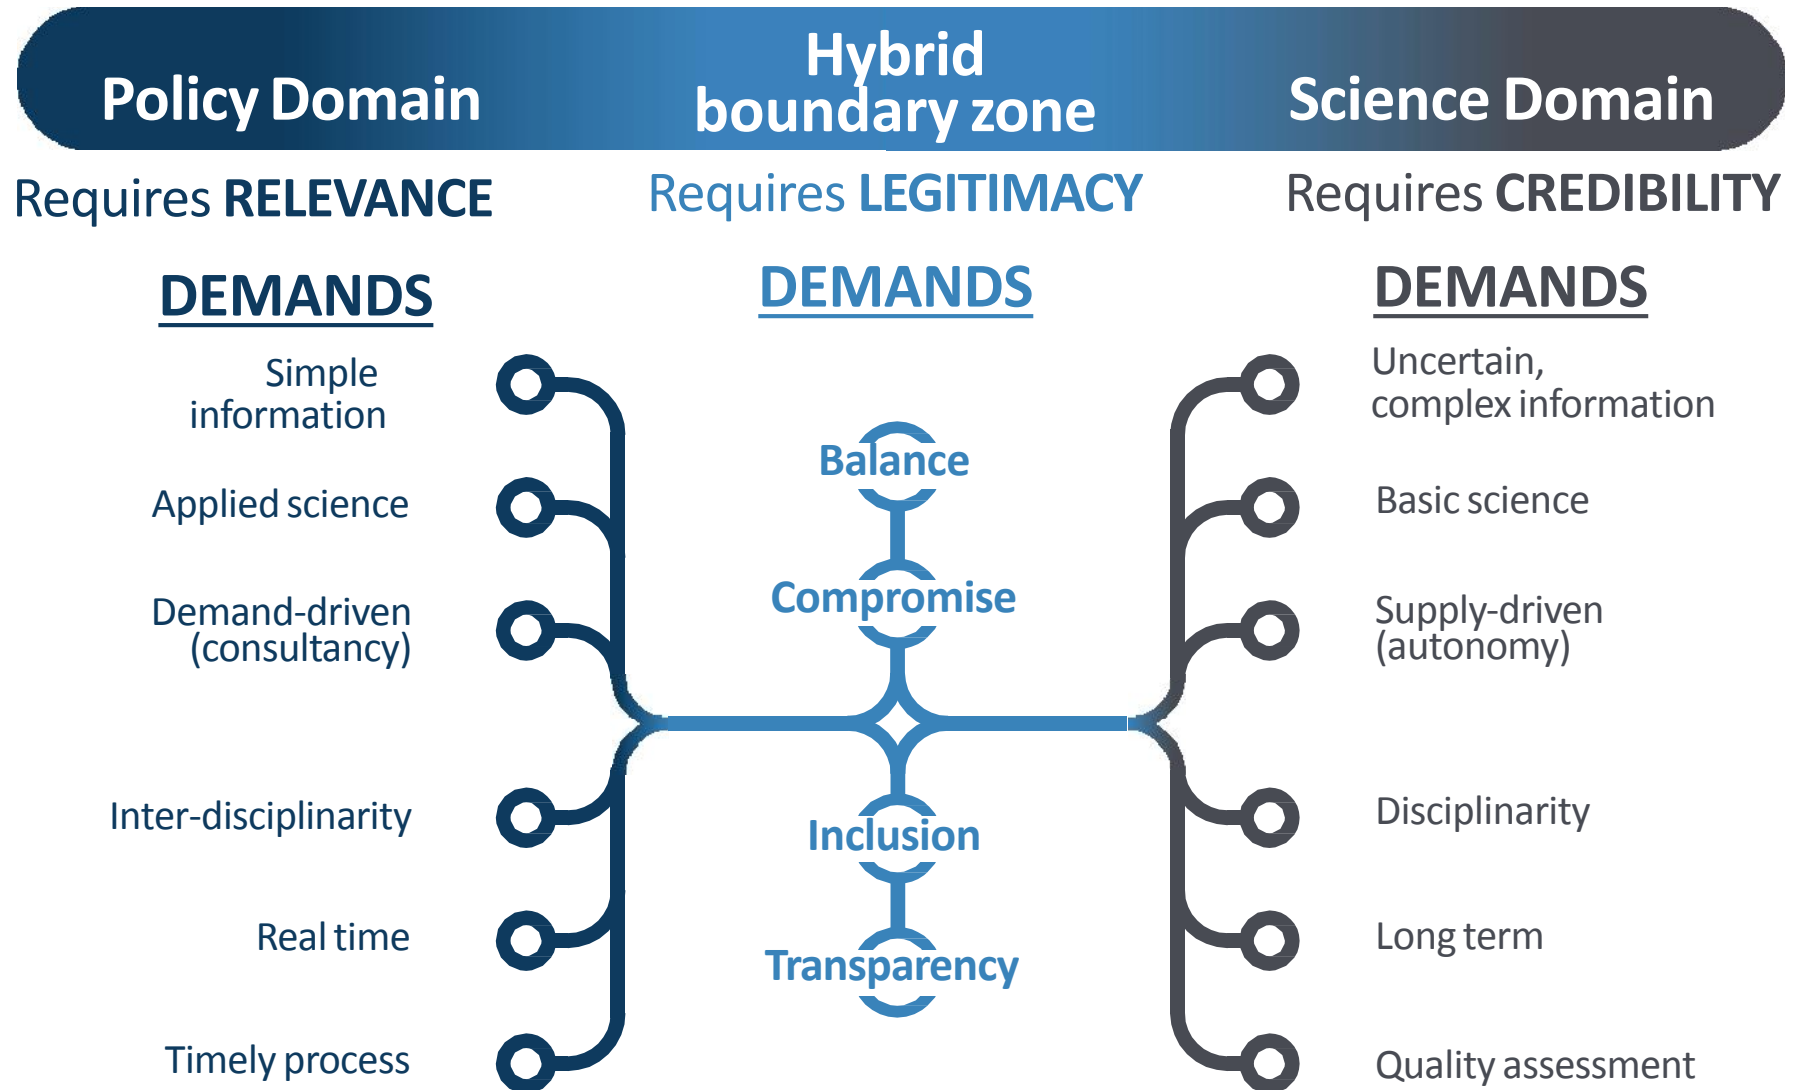 Policy Domain
Hybrid
boundary zone
Science Domain
Requires RELEVANCE
Requires LEGITIMACY
Requires CREDIBILITY
DEMANDS
Simple
information
Applied science
Demand-driven
(consultancy)
Inter-disciplinarity
Real time
Timely process
DEMANDS
Balance
Compromise
Inclusion
Transparency
DEMANDS
Uncertain,
complex information
Basic science
Supply-driven
(autonomy)
Disciplinarity
Long term
Quality assessment